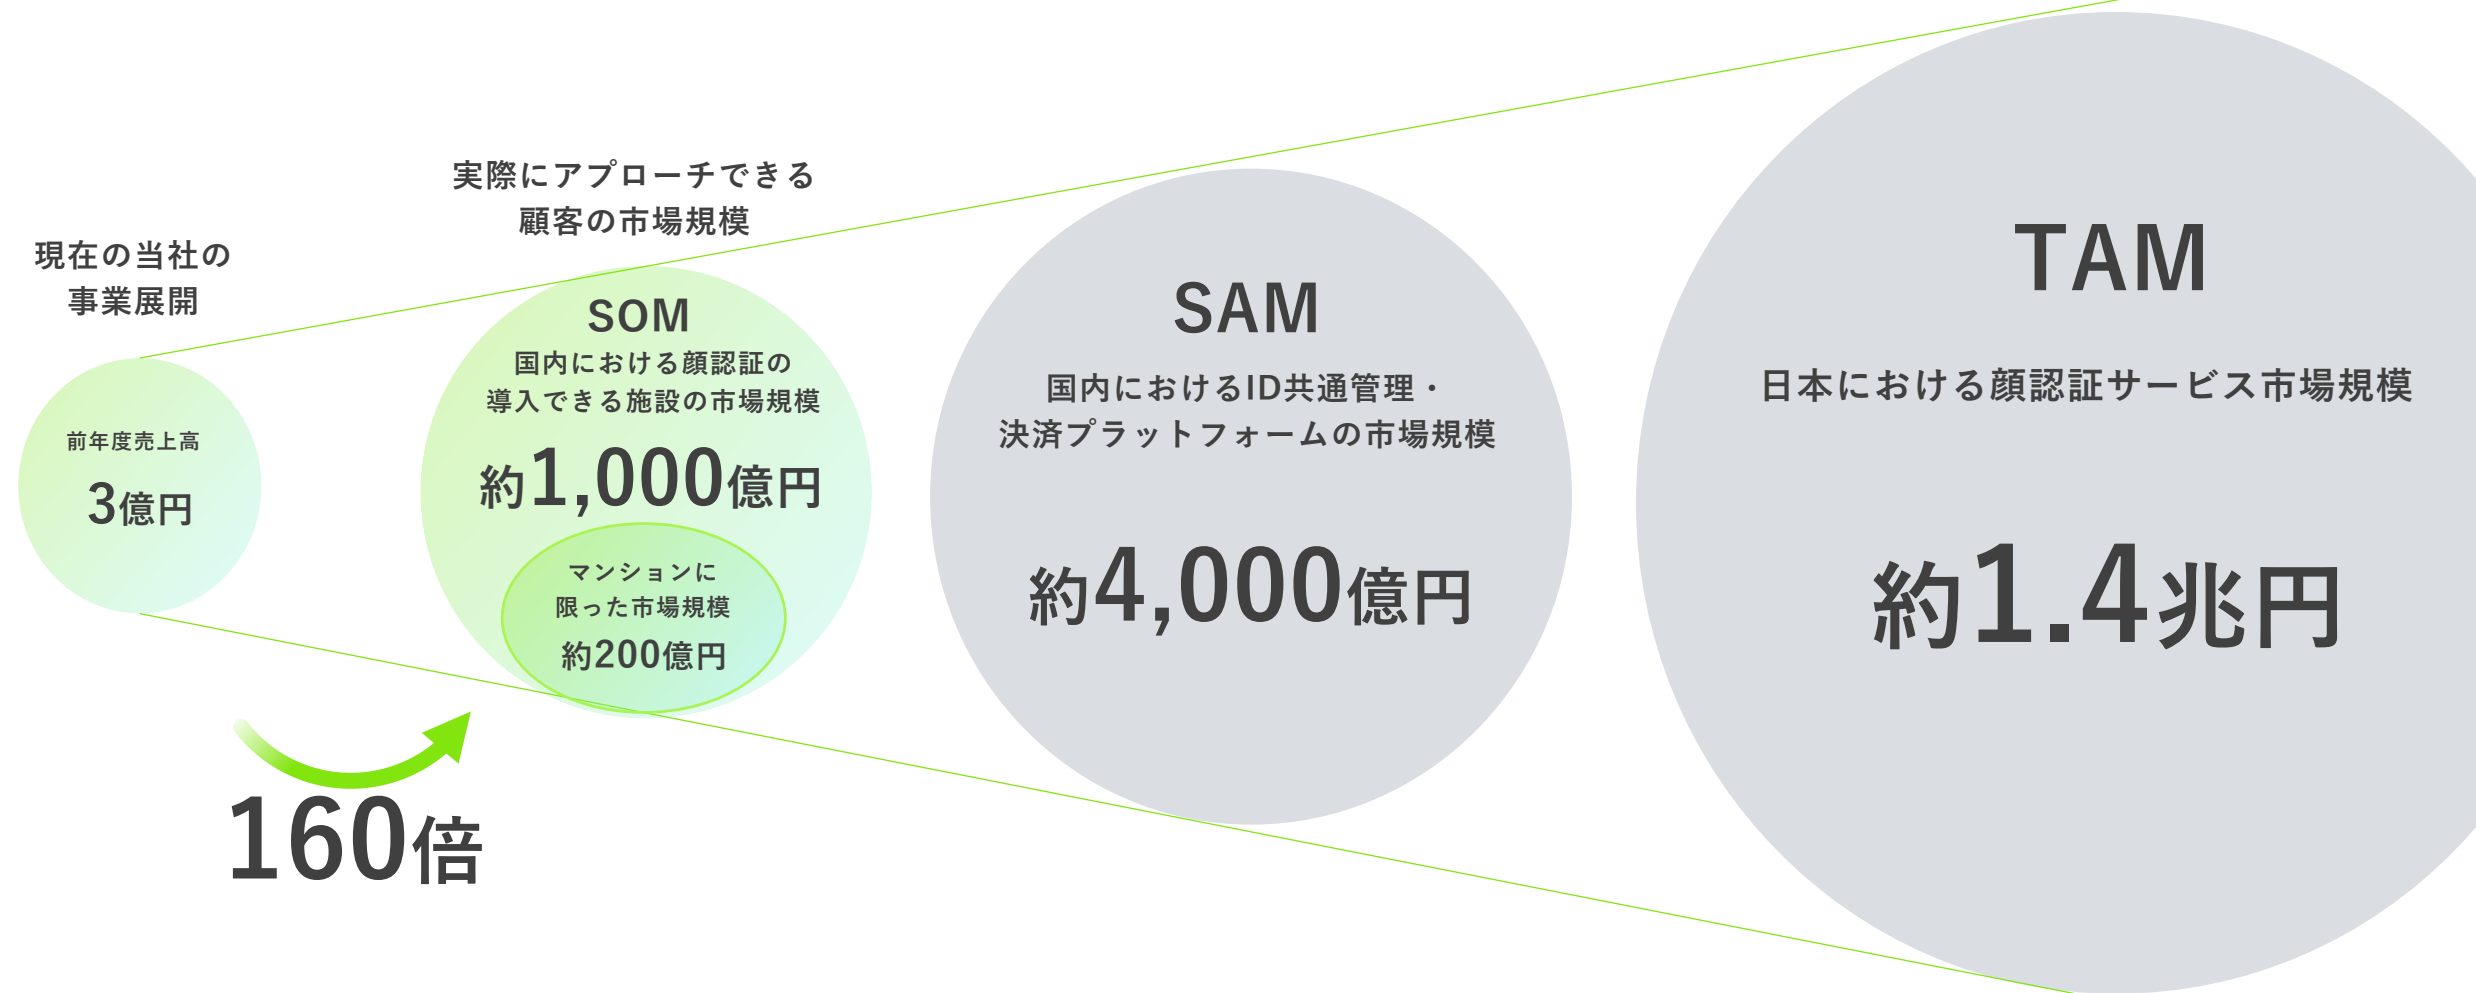 現在の当社の
事業展開
前年度売上高
3億円
160倍
実際にアプローチできる
顧客の市場規模
SOM
国内における顔認証の
導入できる施設の市場規模
約1,000億円
マンションに
限った市場規模
約200億円
SAM
国内におけるID共通管理・
決済プラットフォームの市場規模
約4,000億円
TAM
日本における顔認証サービス市場規模
約1.4兆円